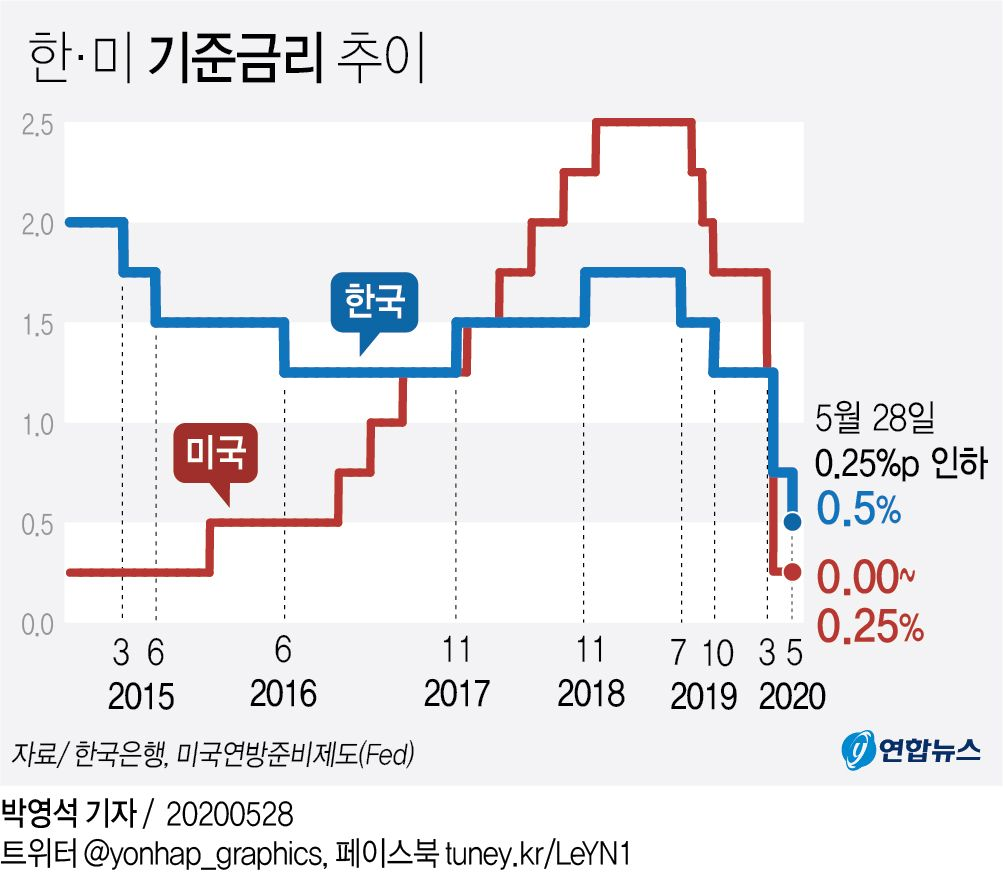 한·미 기준금리 추이
2.5
2.0
1.5
1.0
0.5
0.0
한국
미국
5월 28일
0.25%p 인하
0.5%
0.00~
0.25%
3 6 6 11 11 7 10 3 5
2015 2016 2017 2018 2019 2020
자료/ 한국은행, 미국연방준비제도(Fed)
y 연합뉴스
박영석 기자 / 20200528
트위터 @yonhap_graphics, 페이스북 tuney.kr/LeYN1